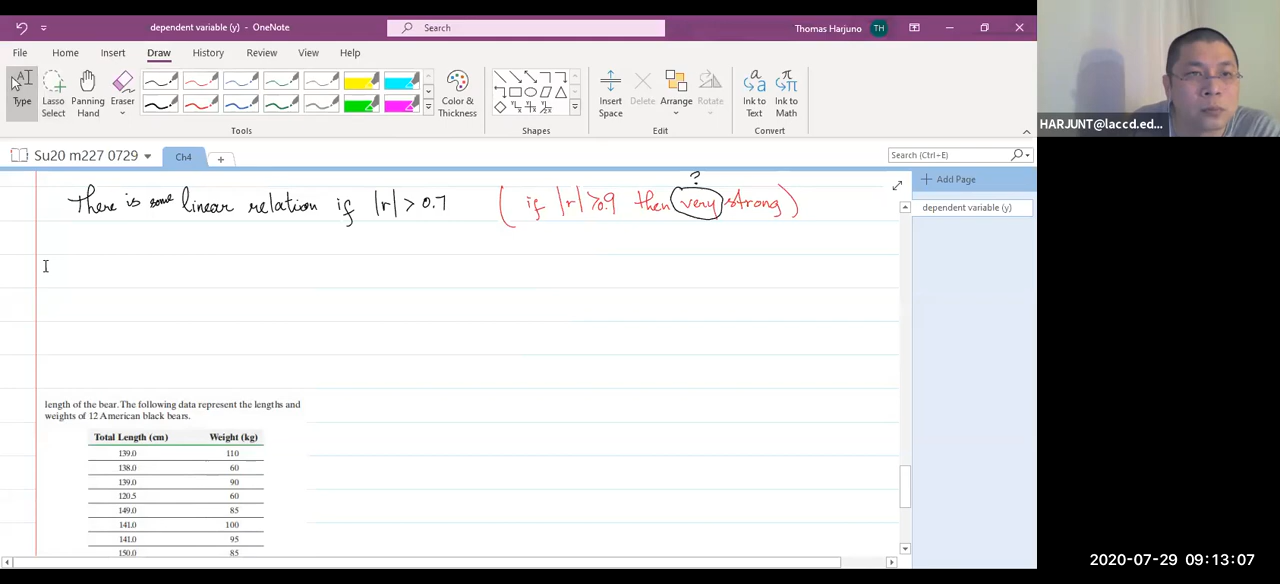 dependent variable (y) - OneNote
Search
Thomas Harjuno
TH
File Home Insert Draw History Review View Help
Type
Lasso Select
Panning Hand
Eraser
Color & Thickness
Insert Space
Delete
Arrange
Rotate
Ink to Text
Ink to Math
Tools
Shapes
Edit
Convert
HARJUNT@laccd.ed...
Su20 m227 0729
Ch4
Search (Ctrl+E)
Add Page
dependent variable (y)
?
There is some linear relation if |r| > 0.7 ( if |r| > 0.9 then very strong )
length of the bear. The following data represent the lengths and
weights of 12 American black bears.
Total Length (cm) Weight (kg)
139.0 110
138.0 60
139.0 90
120.5 60
149.0 85
141.0 100
141.0 95
150.0 85
2020-07-29 09:13:07